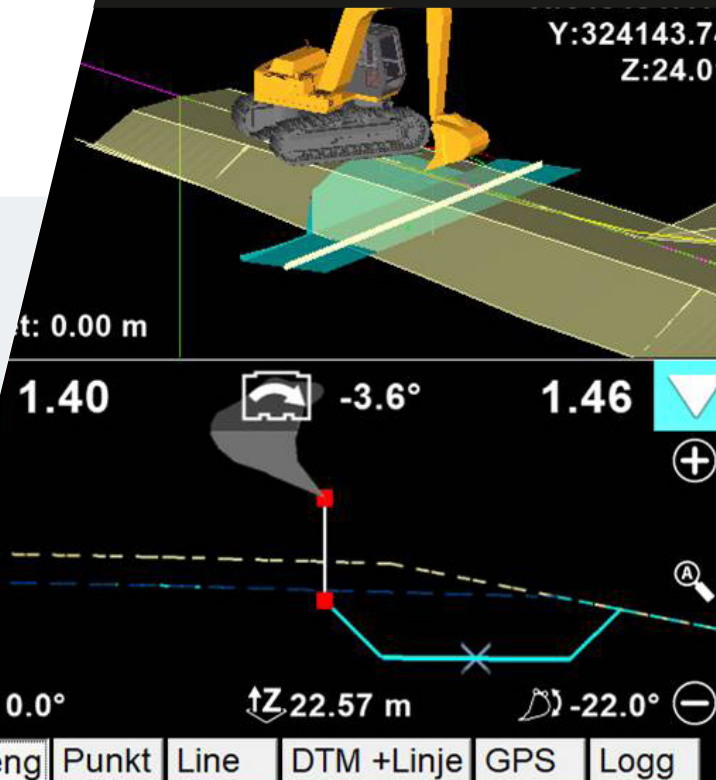 Y:324143.74
Z:24.0
t: 0.00 m
1.40 -3.6° 1.46
A
0.0° Z 22.57 m -22.0°
eng Punkt Line DTM +Linje GPS Logg